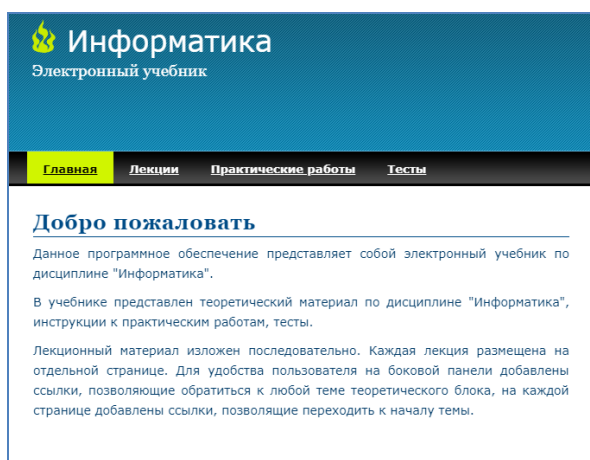 Информатика
Электронный учебник
Главная Лекции Практические работы Тесты
Добро пожаловать
Данное программное обеспечение представляет собой электронный учебник по
дисциплине "Информатика".
В учебнике представлен теоретический материал по дисциплине "Информатика",
инструкции к практическим работам, тесты.
Лекционный материал изложен последовательно. Каждая лекция размещена на
отдельной странице. Для удобства пользователя на боковой панели добавлены
ссылки, позволяющие обратиться к любой теме теоретического блока, на каждой
странице добавлены ссылки, позволящие переходить к началу темы.